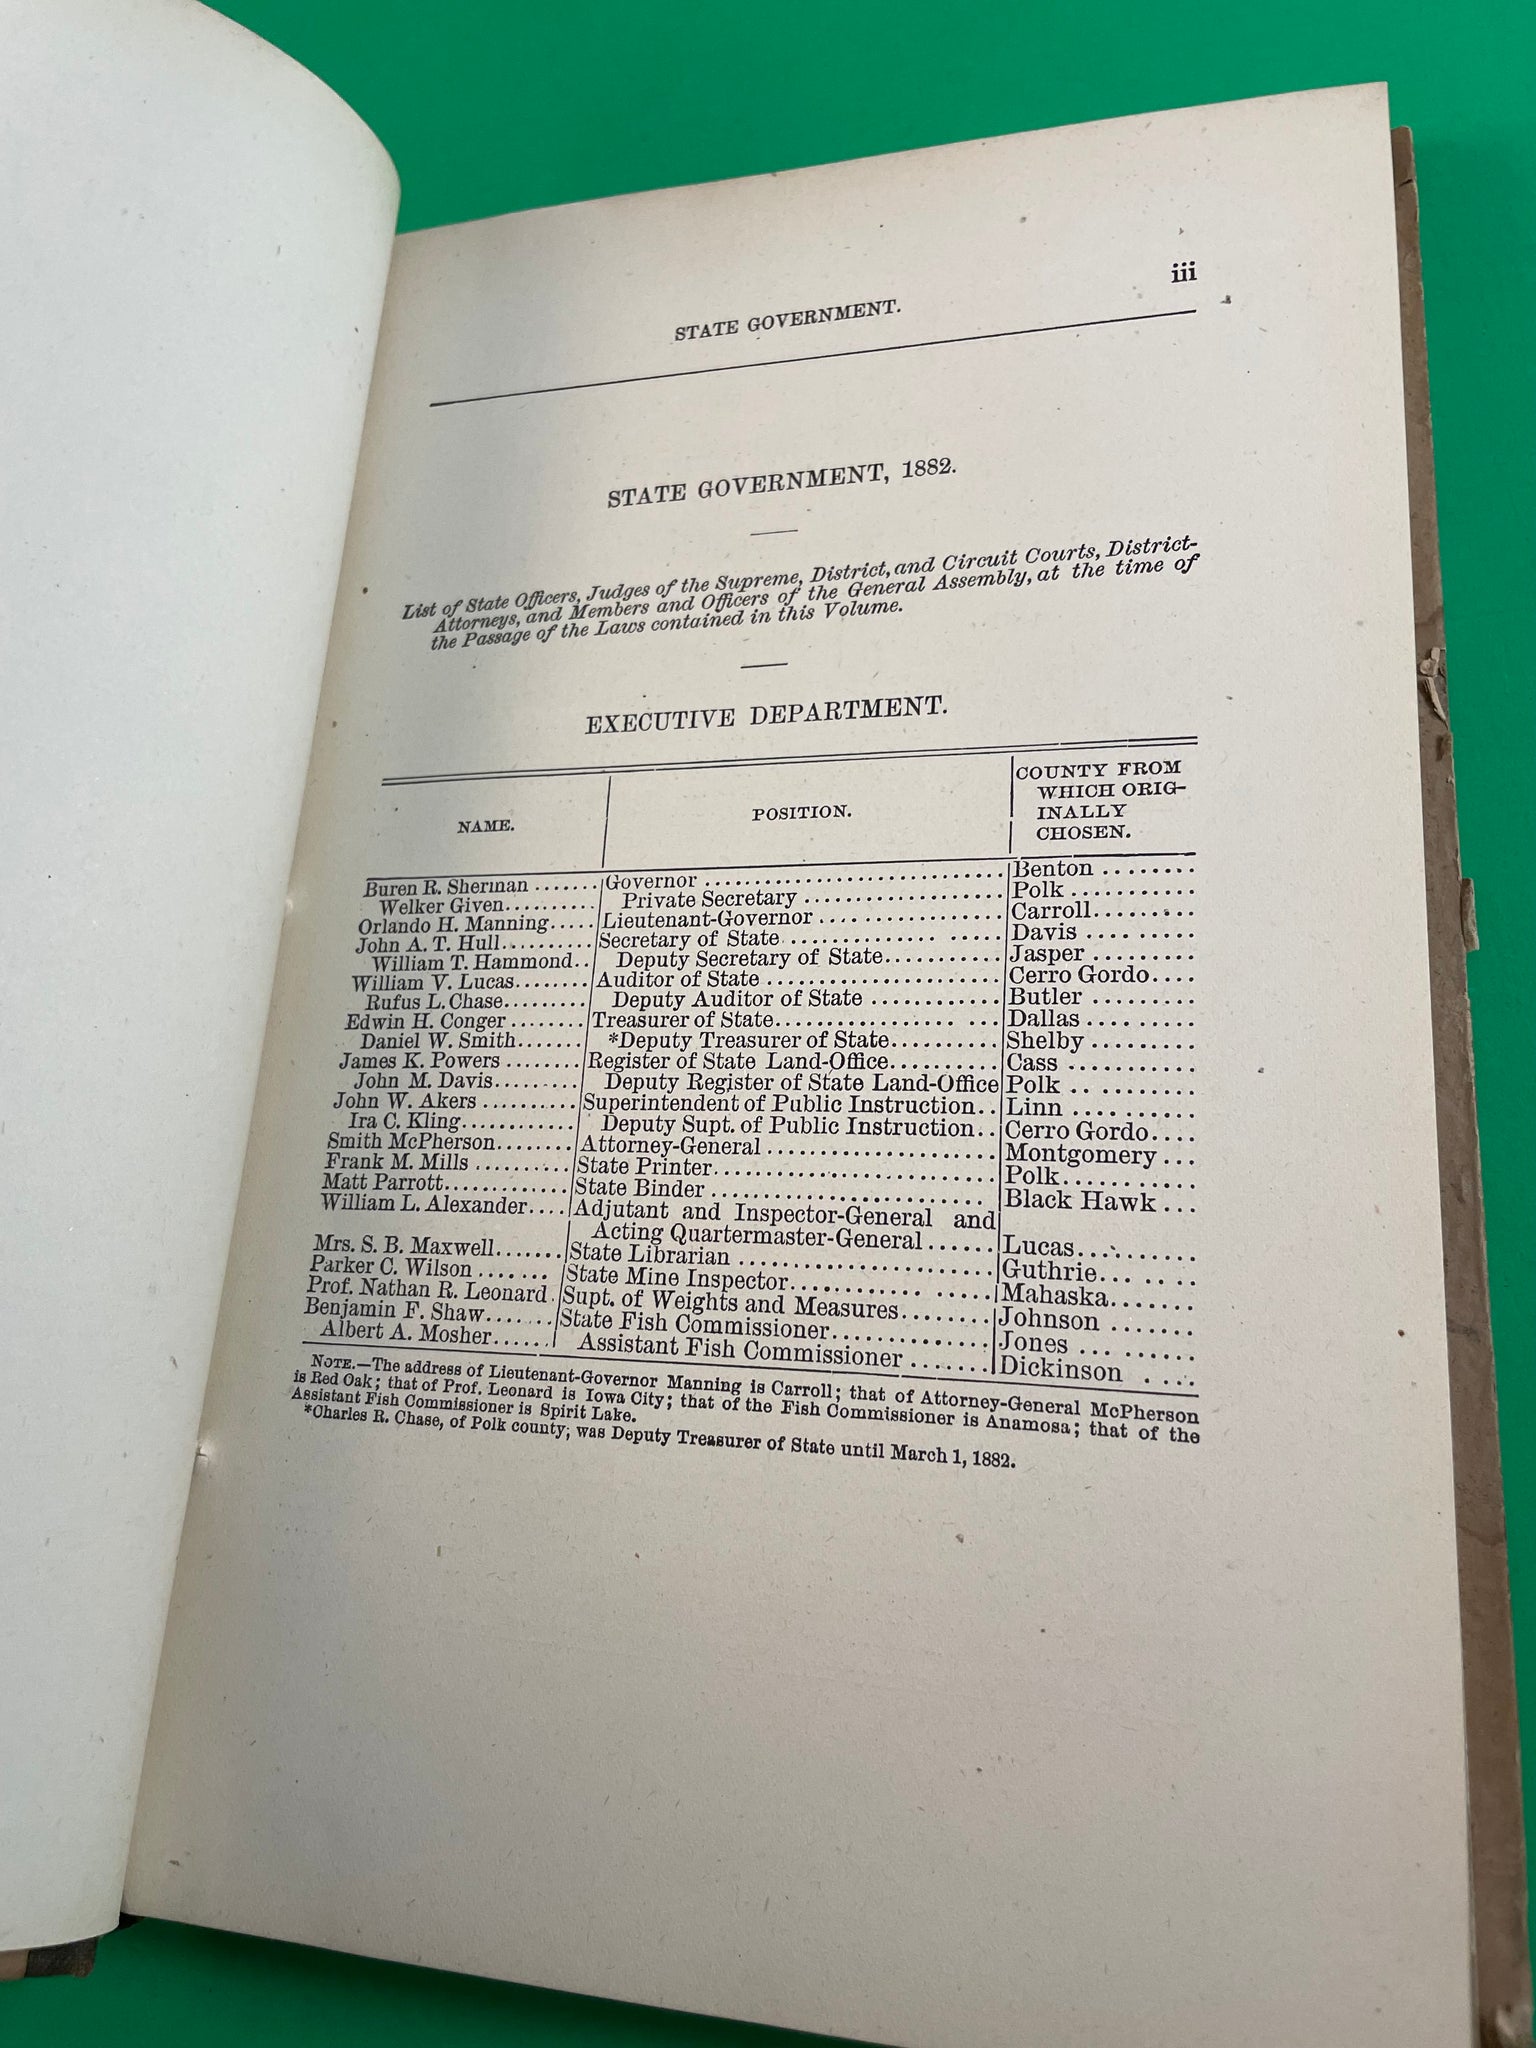 iii
STATE GOVERNMENT.
STATE GOVERNMENT, 1882.
List of State Officers, Judges of the Supreme, District, and Circuit Courts, District-
Attorneys, and Members and Officers of the General Assembly, at the time of
the Passage of the Laws contained in this Volume.
EXECUTIVE DEPARTMENT.
NAME. POSITION. COUNTY FROM
WHICH ORIG-
INALLY
CHOSEN.
Buren R. Sherman ....... Governor .............................. Benton ........
Welker Given.......... Private Secretary .................... Polk ...........
Orlando H. Manning..... Lieutenant-Governor .................. Carroll.........
John A. T. Hull.......... Secretary of State ............... ..... Davis .... .....
William T. Hammond.. Deputy Secretary of State........... Jasper .........
William V. Lucas........ Auditor of State ....................... Cerro Gordo....
Rufus L. Chase......... Deputy Auditor of State ............ Butler .........
Edwin H. Conger ........ Treasurer of State.................. ... Dallas .........
Daniel W. Smith....... *Deputy Treasurer of State.......... Shelby .........
James K. Powers ........ Register of State Land-Office.......... Cass ...........
John M. Davis......... Deputy Register of State Land-Office Polk .. .........
John W. Akers .......... Superintendent of Public Instruction.. Linn .... .......
Ira C. Kling............ Deputy Supt. of Public Instruction.. Cerro Gordo....
Smith McPherson........ Attorney-General ...................... Montgomery ...
Frank M. Mills .......... State Printer............................ Polk............
Matt Parrott............. State Binder .......................... Black Hawk ...
William L. Alexander.... Adjutant and Inspector-General and
Acting Quartermaster-General ...... Lucas............
Mrs. S. B. Maxwell....... State Librarian ......................... Guthrie... .. ..
Parker C. Wilson ....... State Mine Inspector............. ..... Mahaska.......
Prof. Nathan R. Leonard. Supt. of Weights and Measures........ Johnson .......
Benjamin F. Shaw....... State Fish Commissioner............... Jones ... ......
Albert A. Mosher...... Assistant Fish Commissioner ....... Dickinson ....
NOTE.—The address of Lieutenant-Governor Manning is Carroll; that of Attorney-General McPherson
is Red Oak; that of Prof. Leonard is Iowa City; that of the Fish Commissioner is Anamosa; that of the
Assistant Fish Commissioner is Spirit Lake.
*Charles R. Chase, of Polk county, was Deputy Treasurer of State until March 1, 1882.